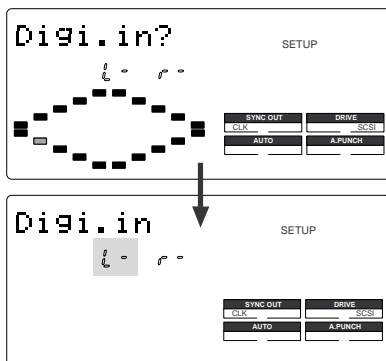 Digi.in?
SETUP
L - r -
SYNC OUT DRIVE
CLK SCSI
AUTO A.PUNCH
Digi.in
SETUP
L - r -
SYNC OUT DRIVE
CLK SCSI
AUTO A.PUNCH